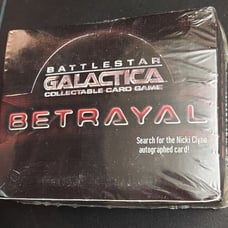 BATTLESTAR
GALACTICA
COLLECTABLE CARD GAME
BETRAYAL
Search for the Nicki Clyne
autographed card!